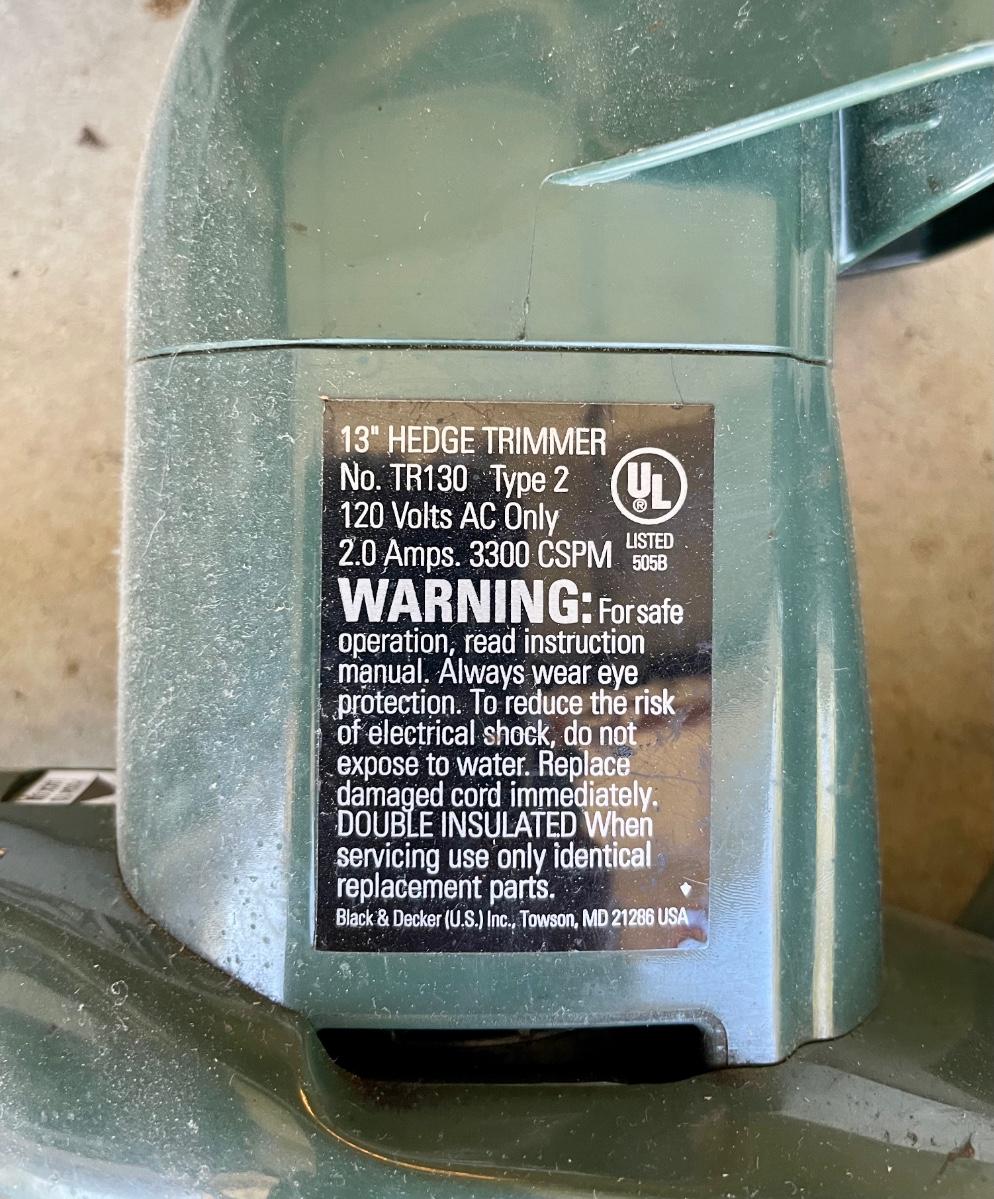 13" HEDGE TRIMMER
No. TR130 Type 2
120 Volts AC Only
2.0 Amps. 3300 CSPM
UL
®
LISTED
505B
WARNING: For safe
operation, read instruction
manual. Always wear eye
protection. To reduce the risk
of electrical shock, do not
expose to water. Replace
damaged cord immediately.
DOUBLE INSULATED When
servicing use only identical
replacement parts.
Black & Decker (U.S.) Inc., Towson, MD 21286 USA